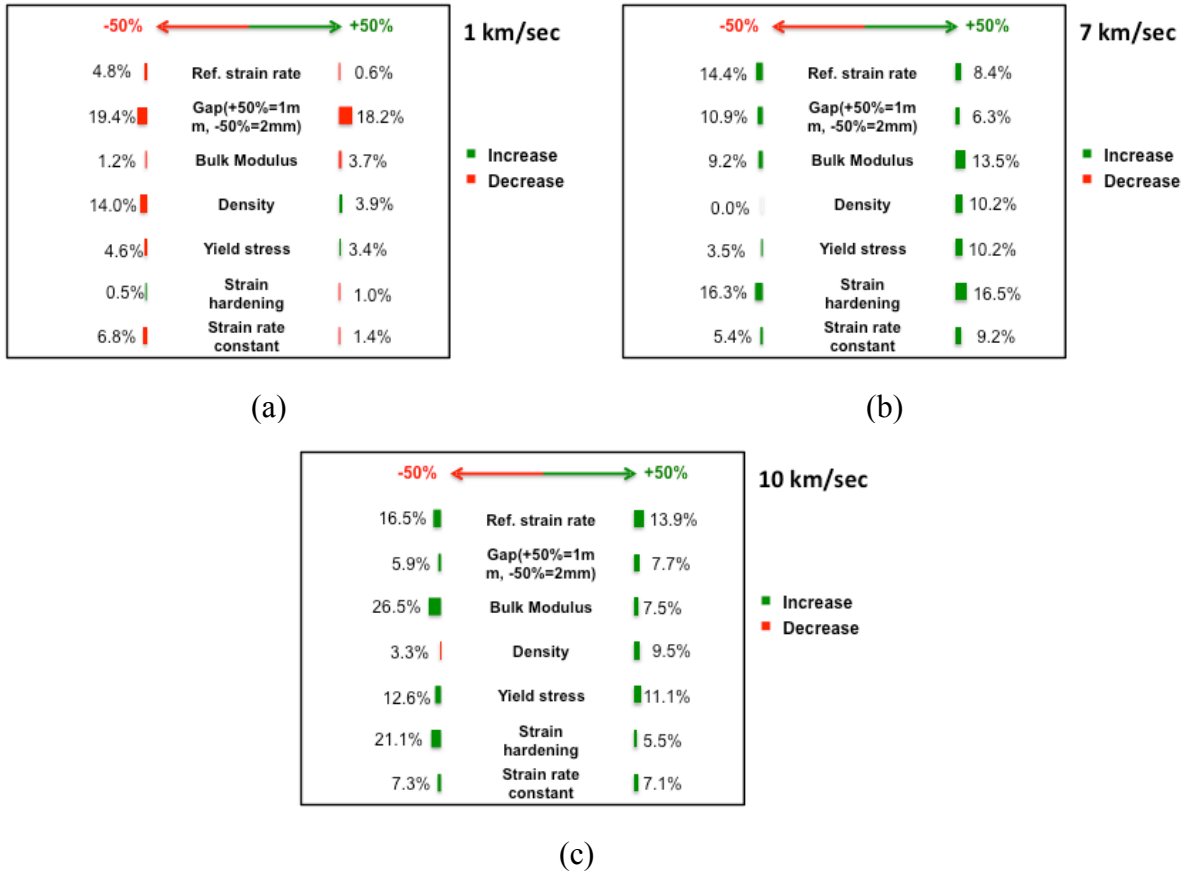 -50% +50% 1 km/sec
4.8% Ref. strain rate 0.6%
19.4% Gap(+50%=1m
m, -50%=2mm) 18.2%
1.2% Bulk Modulus 3.7%
14.0% Density 3.9%
4.6% Yield stress 3.4%
0.5% Strain
hardening 1.0%
6.8% Strain rate
constant 1.4%
Increase
Decrease
(a)
-50% +50% 7 km/sec
14.4% Ref. strain rate 8.4%
10.9% Gap(+50%=1m
m, -50%=2mm) 6.3%
9.2% Bulk Modulus 13.5%
0.0% Density 10.2%
3.5% Yield stress 10.2%
16.3% Strain
hardening 16.5%
5.4% Strain rate
constant 9.2%
Increase
Decrease
(b)
-50% +50% 10 km/sec
16.5% Ref. strain rate 13.9%
5.9% Gap(+50%=1m
m, -50%=2mm) 7.7%
26.5% Bulk Modulus 7.5%
3.3% Density 9.5%
12.6% Yield stress 11.1%
21.1% Strain
hardening 5.5%
7.3% Strain rate
constant 7.1%
Increase
Decrease
(c)